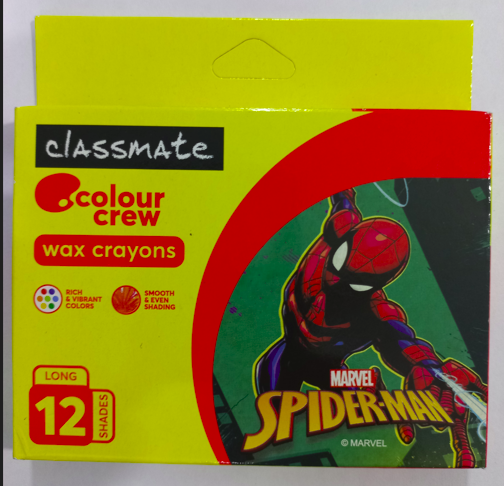 classmate
colour
crew
wax crayons
RICH
& VIBRANT
COLORS
SMOOTH
& EVEN
SHADING
LONG
12
SHADES
MARVEL
SPIDER-MAN
© MARVEL